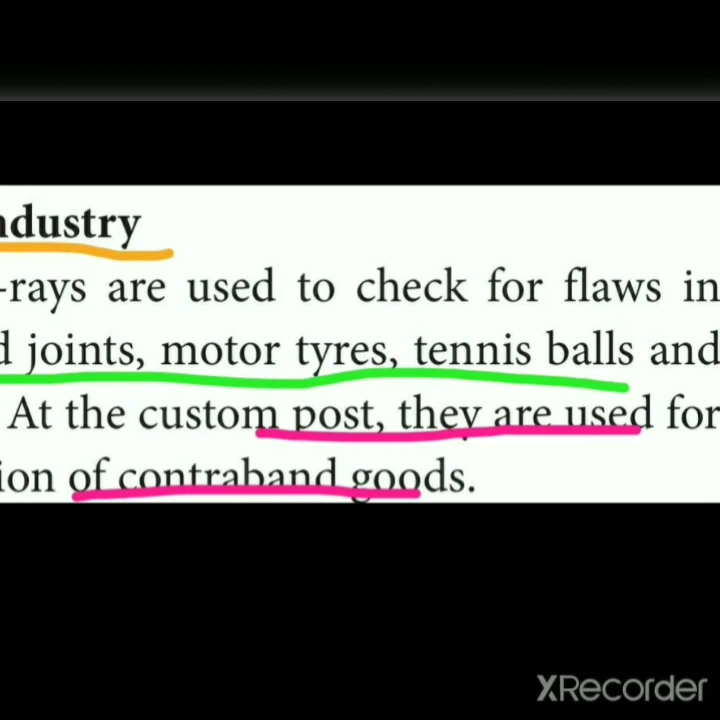 ndustry
-rays are used to check for flaws in
d joints, motor tyres, tennis balls and
At the custom post, they are used for
ion of contraband goods.
XRecorder